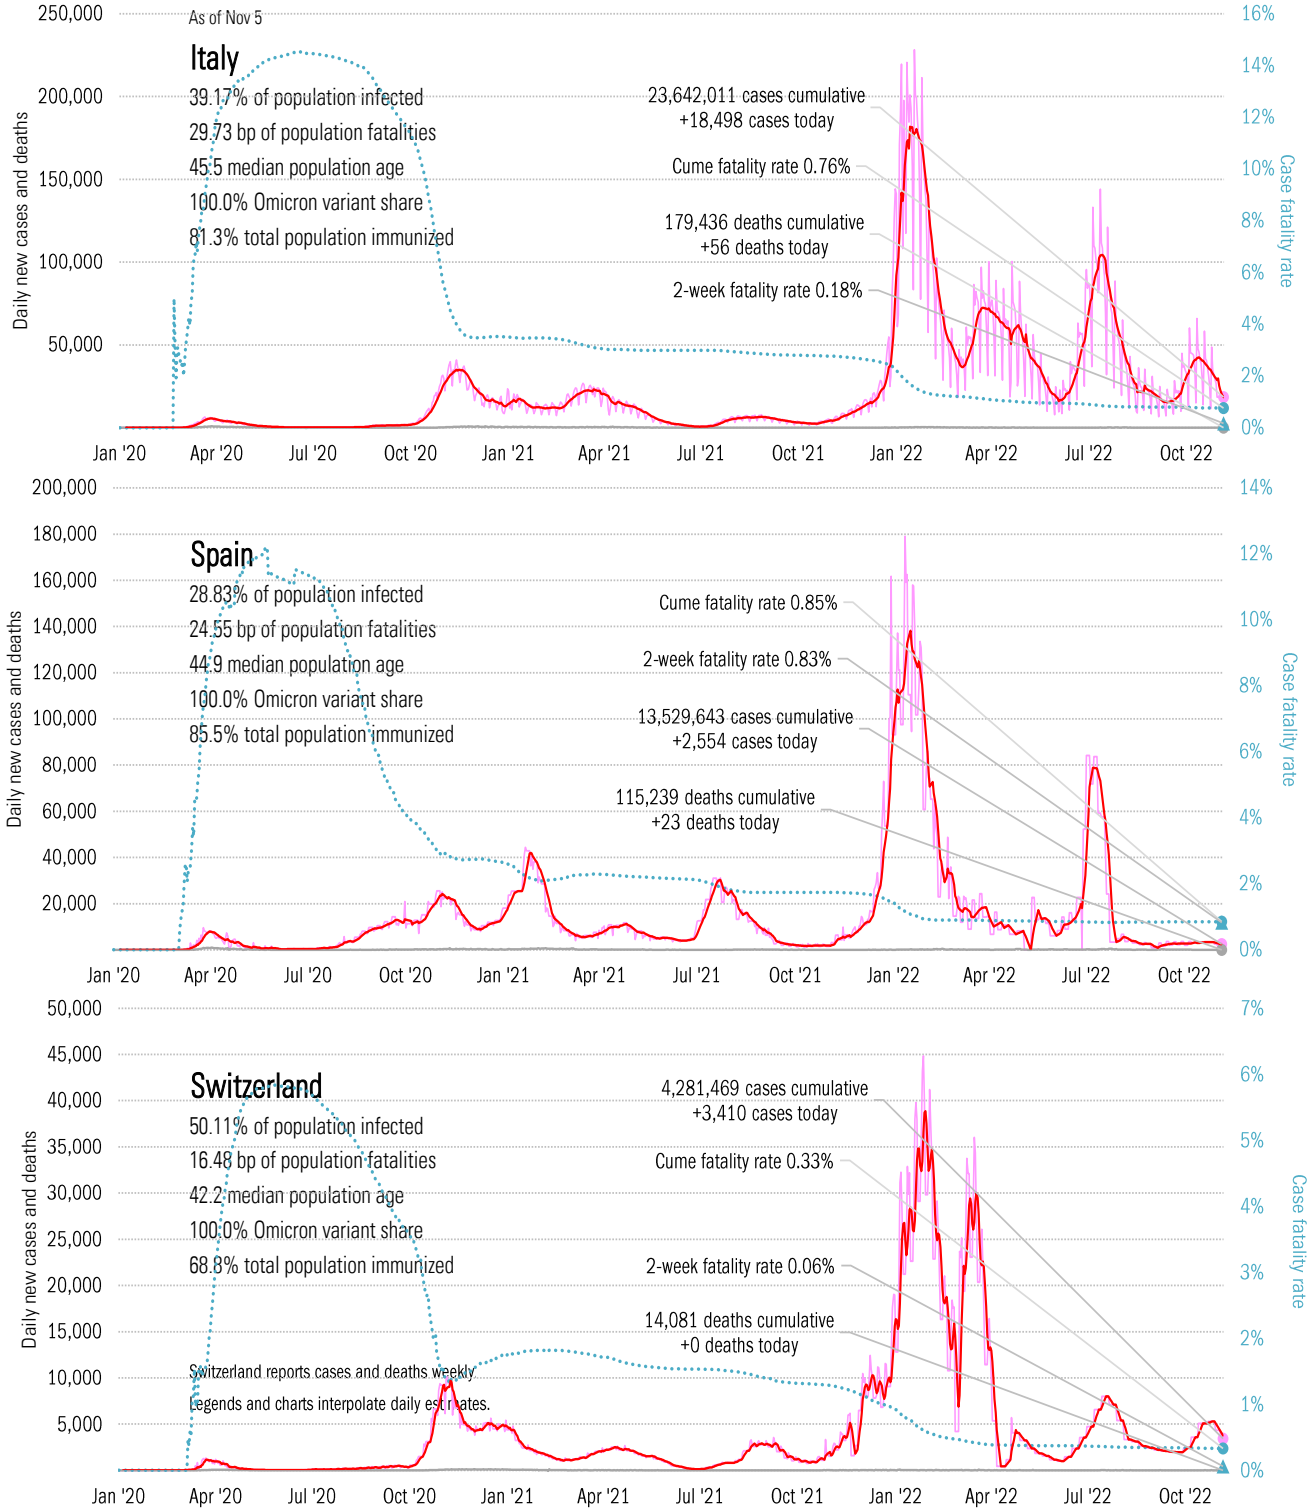 As of Nov 5
Italy
39.17% of population infected
29.73 bp of population fatalities
45.5 median population age
100.0% Omicron variant share
81.3% total population immunized
23,642,011 cases cumulative
+18,498 cases today
Cume fatality rate 0.76%
179,436 deaths cumulative
+56 deaths today
2-week fatality rate 0.18%
Daily new cases and deaths
250,000
200,000
150,000
100,000
50,000
16%
14%
12%
10%
8%
6%
4%
2%
0%
Case fatality rate
Jan '20 Apr '20 Jul '20 Oct '20 Jan '21 Apr '21 Jul '21 Oct '21 Jan '22 Apr '22 Jul '22 Oct '22
Spain
28.83% of population infected
24.55 bp of population fatalities
44.9 median population age
100.0% Omicron variant share
85.5% total population immunized
Cume fatality rate 0.85%
2-week fatality rate 0.83%
13,529,643 cases cumulative
+2,554 cases today
115,239 deaths cumulative
+23 deaths today
Daily new cases and deaths
200,000
180,000
160,000
140,000
120,000
100,000
80,000
60,000
40,000
20,000
14%
12%
10%
8%
6%
4%
2%
0%
Case fatality rate
Jan '20 Apr '20 Jul '20 Oct '20 Jan '21 Apr '21 Jul '21 Oct '21 Jan '22 Apr '22 Jul '22 Oct '22
Switzerland
50.11% of population infected
16.48 bp of population fatalities
42.2 median population age
100.0% Omicron variant share
68.8% total population immunized
Switzerland reports cases and deaths weekly.
Legends and charts interpolate daily estimates.
4,281,469 cases cumulative
+3,410 cases today
Cume fatality rate 0.33%
2-week fatality rate 0.06%
14,081 deaths cumulative
+0 deaths today
Daily new cases and deaths
50,000
45,000
40,000
35,000
30,000
25,000
20,000
15,000
10,000
5,000
7%
6%
5%
4%
3%
2%
1%
0%
Case fatality rate
Jan '20 Apr '20 Jul '20 Oct '20 Jan '21 Apr '21 Jul '21 Oct '21 Jan '22 Apr '22 Jul '22 Oct '22